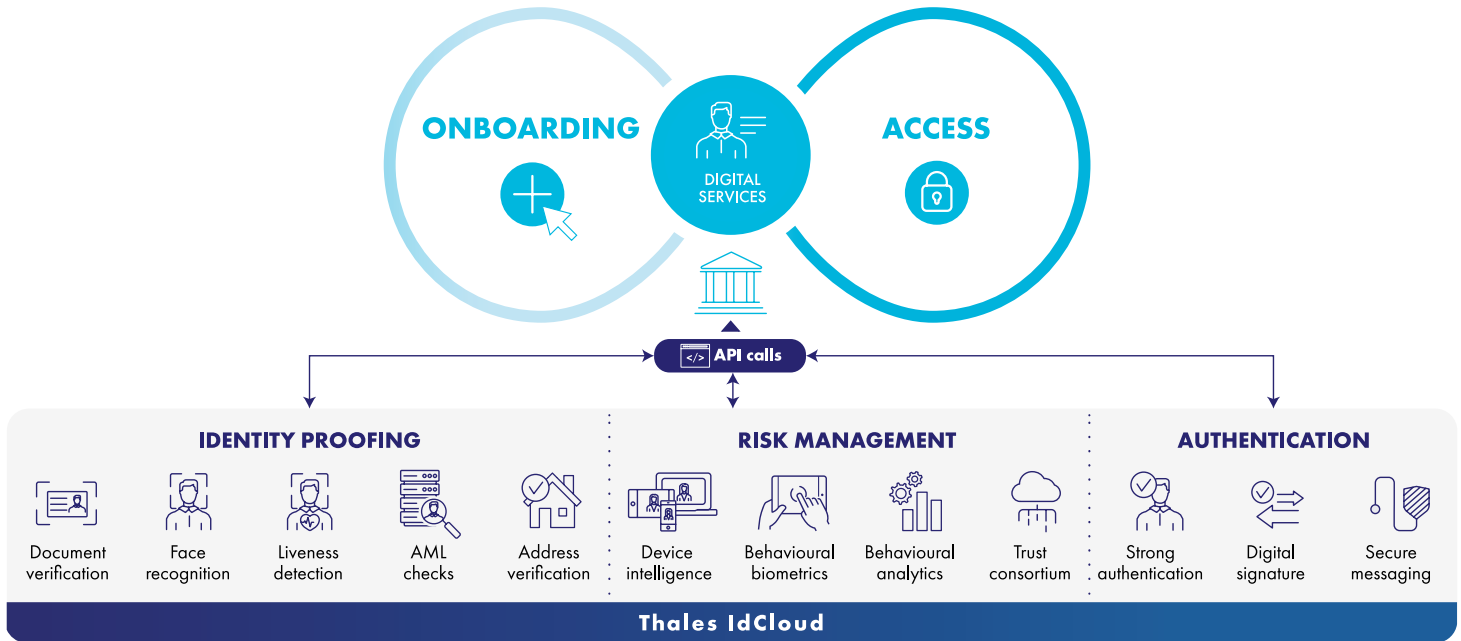 ONBOARDING
DIGITAL
SERVICES
ACCESS
</> API calls
IDENTITY PROOFING
Document
verification
Face
recognition
Liveness
detection
AML
checks
Address
verification
RISK MANAGEMENT
Device
intelligence
Behavioural
biometrics
Behavioural
analytics
Trust
consortium
AUTHENTICATION
Strong
authentication
Digital
signature
Secure
messaging
Thales IdCloud